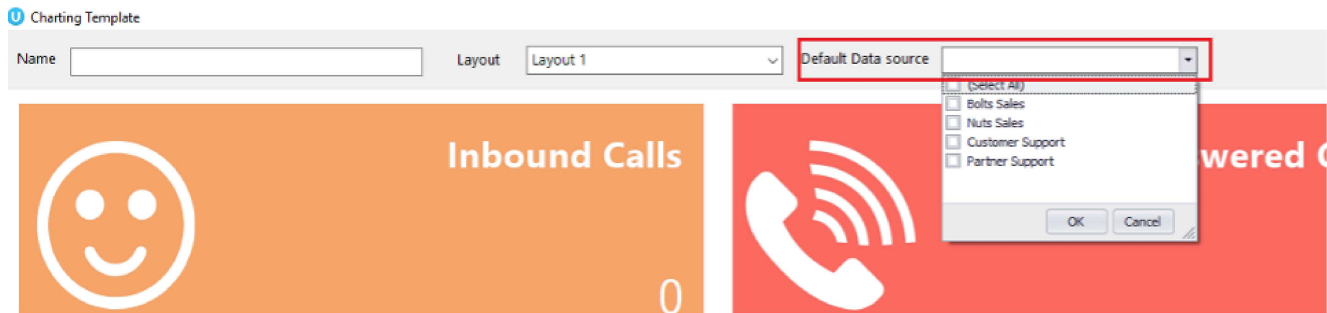 Charting Template
Name
Layout Layout 1
Default Data source
(Select All)
Bolts Sales
Nuts Sales
Customer Support
Partner Support
OK Cancel
Inbound Calls
0